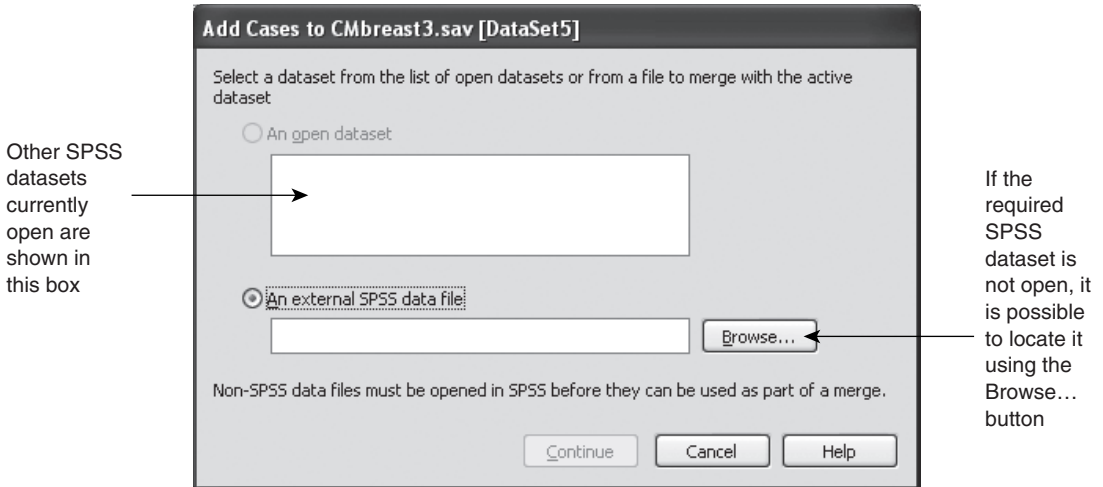 Add Cases to CMbreast3.sav [DataSet5]
Select a dataset from the list of open datasets or from a file to merge with the active
dataset
An open dataset
Other SPSS
datasets
currently
open are
shown in
this box
An external SPSS data file
Browse...
If the
required
SPSS
dataset is
not open, it
is possible
to locate it
using the
Browse…
button
Non-SPSS data files must be opened in SPSS before they can be used as part of a merge.
Continue
Cancel
Help